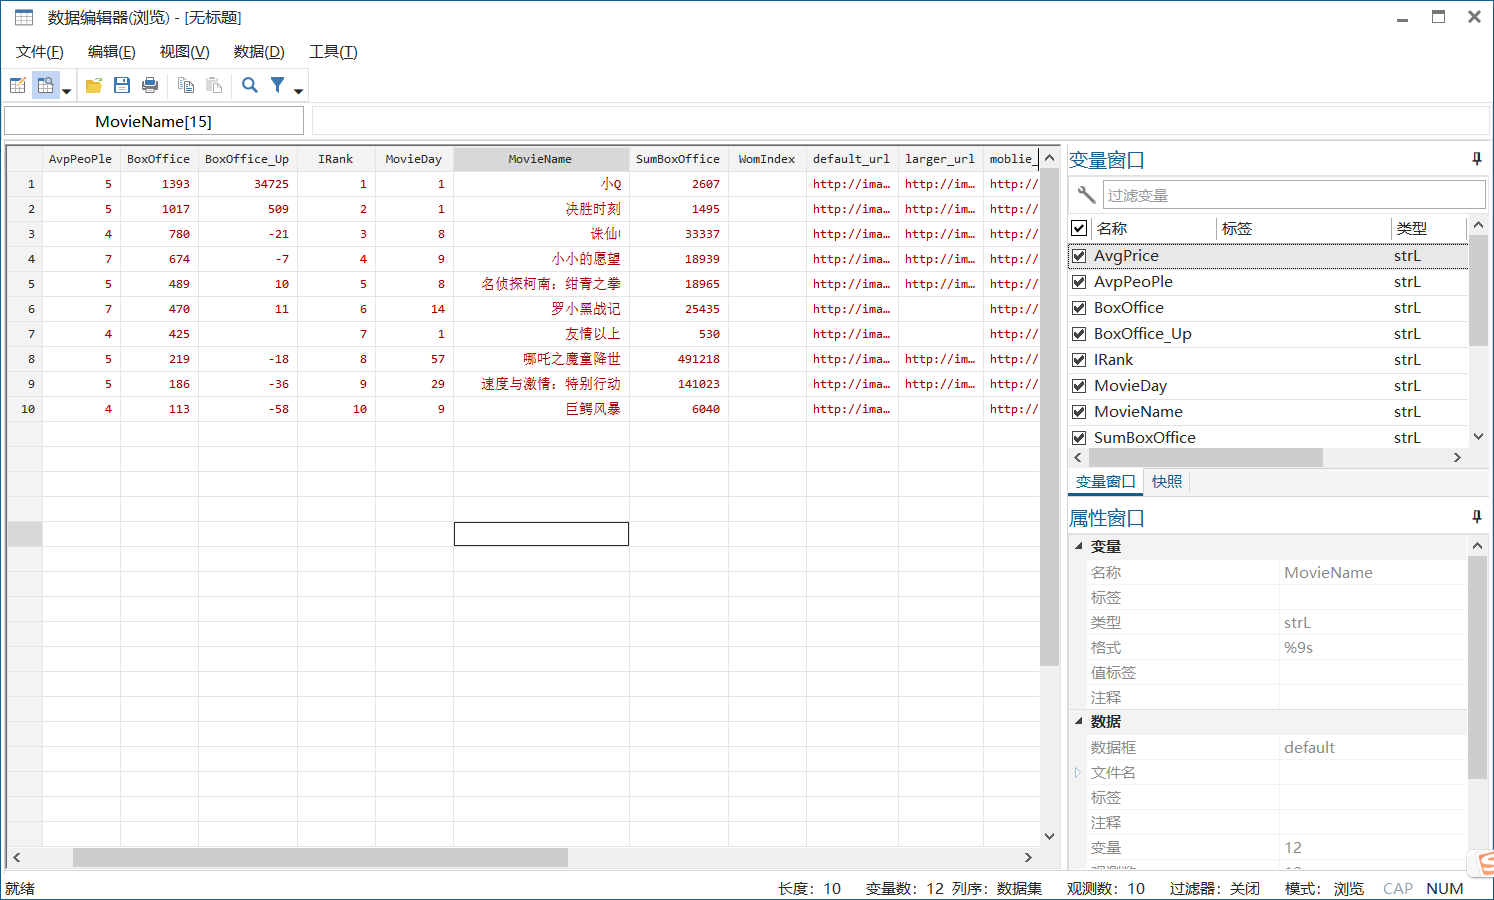 数据编辑器(浏览) - [无标题]
文件(F) 编辑(E) 视图(V) 数据(D) 工具(T)
MovieName[15]
AvpPeoPle BoxOffice BoxOffice_Up IRank MovieDay MovieName SumBoxOffice WomIndex default_url larger_url moblie_
1 5 1393 34725 1 1 小Q 2607 http://ima... http://im... http://
2 5 1017 509 2 1 决胜时刻 1495 http://ima... http://im... http://
3 4 780 -21 3 8 诛仙Ⅰ 33337 http://ima... http://im... http://
4 7 674 -7 4 9 小小的愿望 18939 http://ima... http://im... http://
5 5 489 10 5 8 名侦探柯南：绀青之拳 18965 http://ima... http://im... http://
6 7 470 11 6 14 罗小黑战记 25435 http://ima... http://
7 4 425 7 1 友情以上 530 http://ima... http://
8 5 219 -18 8 57 哪吒之魔童降世 491218 http://ima... http://im... http://
9 5 186 -36 9 29 速度与激情：特别行动 141023 http://ima... http://im... http://
10 4 113 -58 10 9 巨鳄风暴 6040 http://ima... http://
变量窗口
过滤变量
名称 标签 类型
AvgPrice strL
AvpPeoPle strL
BoxOffice strL
BoxOffice_Up strL
IRank strL
MovieDay strL
MovieName strL
SumBoxOffice strL
变量窗口 快照
属性窗口
变量
名称 MovieName
标签
类型 strL
格式 %9s
值标签
注释
数据
数据框 default
文件名
标签
注释
变量 12
就绪 长度：10 变量数：12 列序：数据集 观测数：10 过滤器：关闭 模式：浏览 CAP NUM